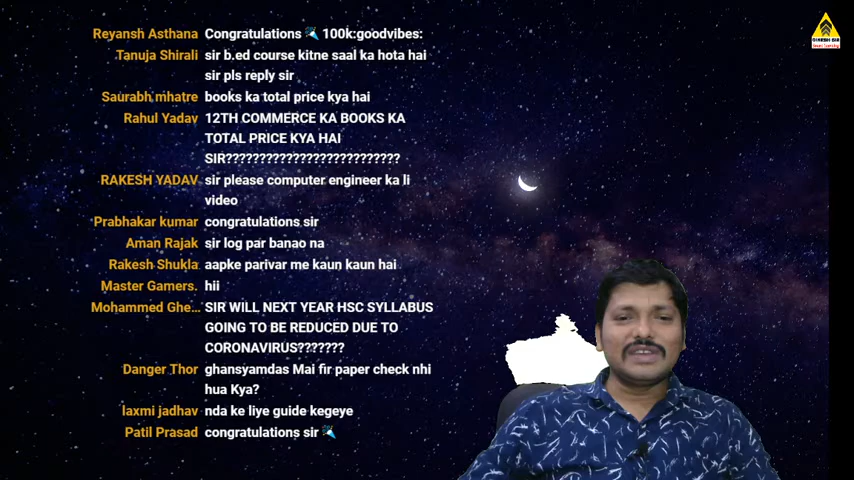 Reyansh Asthana Congratulations 🎉 100k:goodvibes:
Tanuja Shirali sir b.ed course kitne saal ka hota hai
sir pls reply sir
Saurabh mhatre books ka total price kya hai
Rahul Yadav 12TH COMMERCE KA BOOKS KA
TOTAL PRICE KYA HAI
SIR??????????????????????????
RAKESH YADAV sir please computer engineer ka li
video
Prabhakar kumar congratulations sir
Aman Rajak sir log par banao na
Rakesh Shukla aapke parivar me kaun kaun hai
Master Gamers. hii
Mohammed Ghe... SIR WILL NEXT YEAR HSC SYLLABUS
GOING TO BE REDUCED DUE TO
CORONAVIRUS???????
Danger Thor ghansyamdas Mai fir paper check nhi
hua Kya?
laxmi jadhav nda ke liye guide kegeye
Patil Prasad congratulations sir 🎉
DINESH SIR